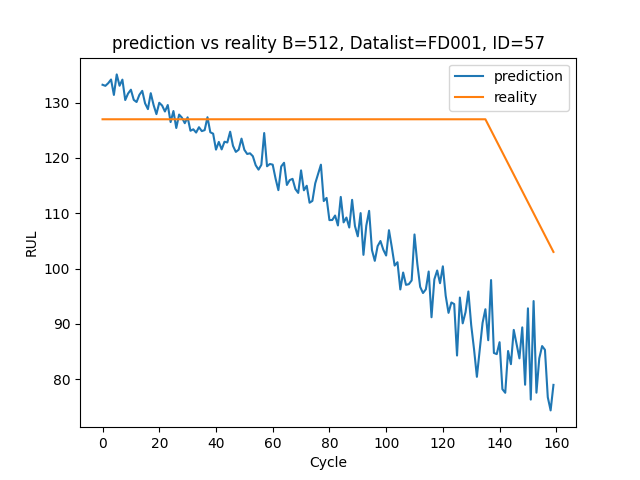 prediction vs reality B=512, Datalist=FD001, ID=57
prediction
reality
RUL
130
120
110
100
90
80
0 20 40 60 80 100 120 140 160
Cycle